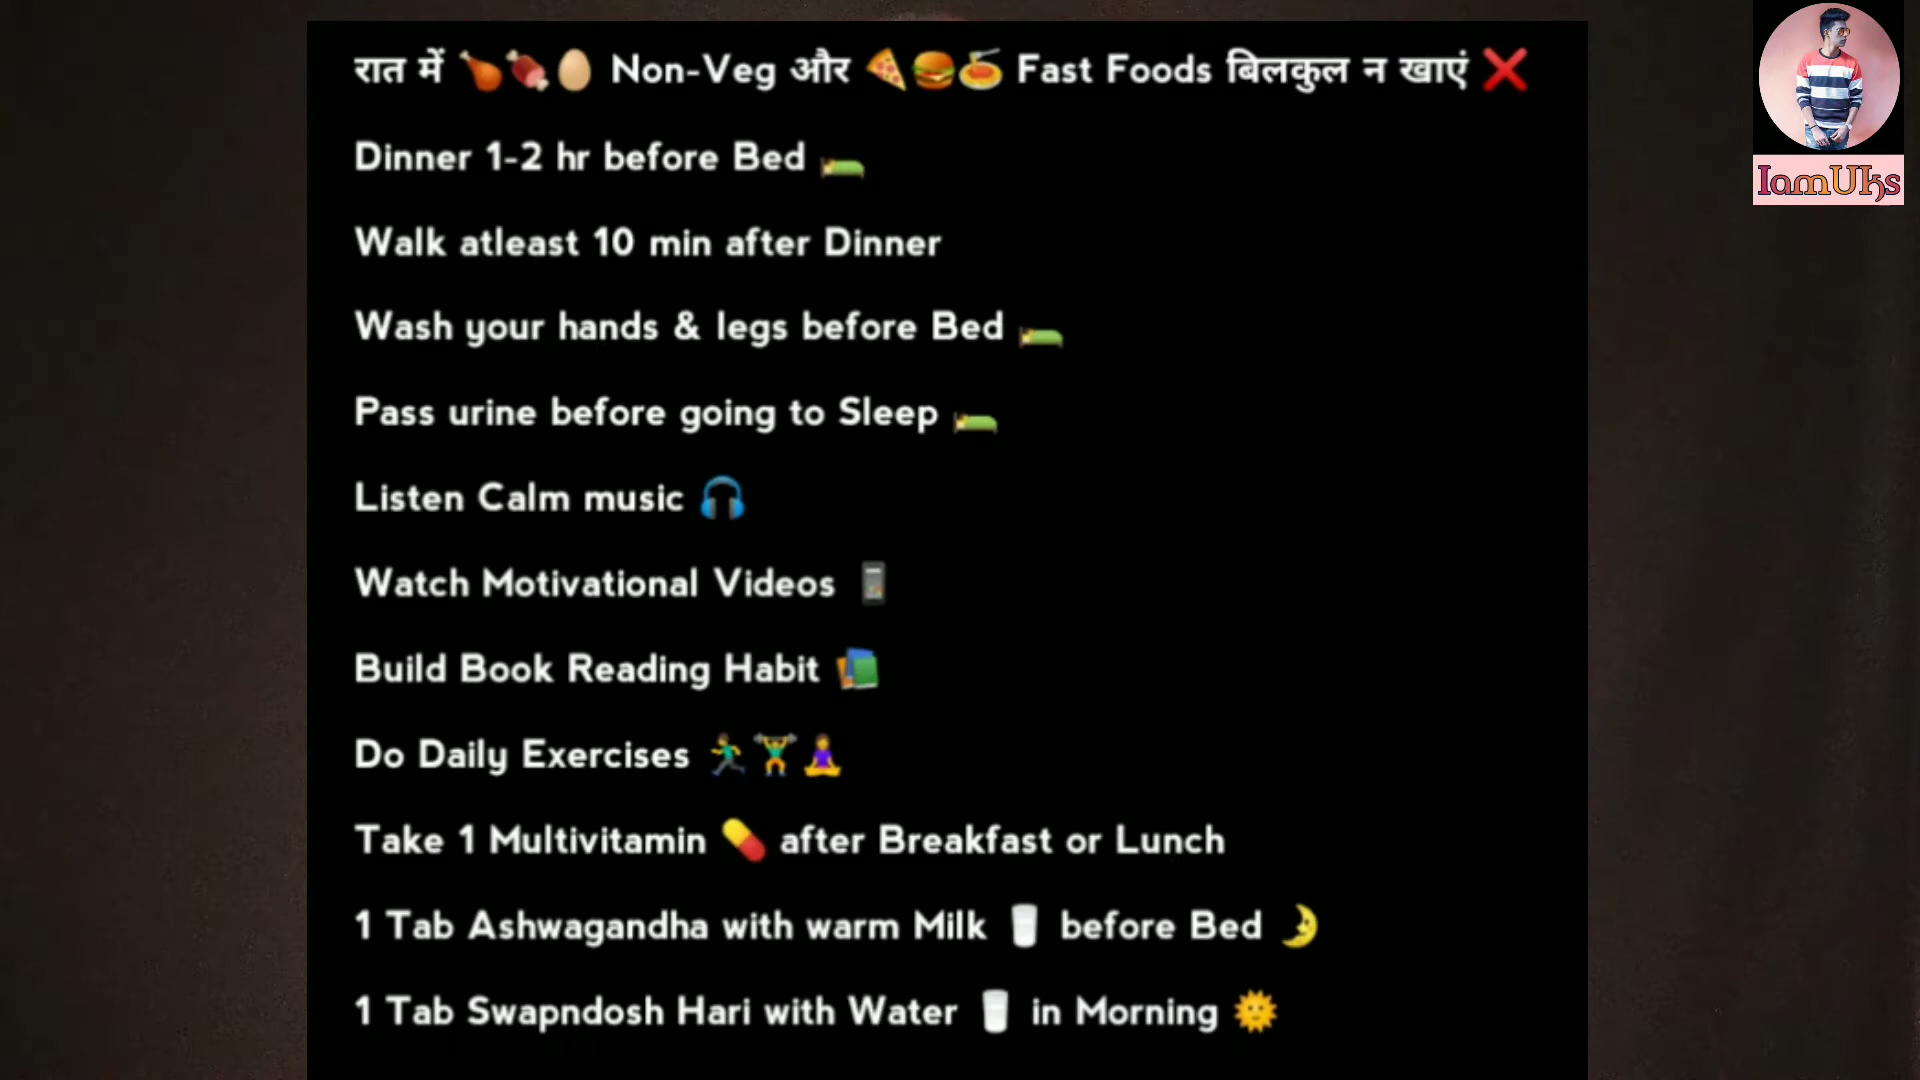 रात में 🍗🍖🥚 Non-Veg और 🍕🍔🍝 Fast Foods बिलकुल न खाएं ❌
Dinner 1-2 hr before Bed 🛏️
Walk atleast 10 min after Dinner
Wash your hands & legs before Bed 🛏️
Pass urine before going to Sleep 🛏️
Listen Calm music 🎧
Watch Motivational Videos 📱
Build Book Reading Habit 📚
Do Daily Exercises 🏃🏋️🧘
Take 1 Multivitamin 💊 after Breakfast or Lunch
1 Tab Ashwagandha with warm Milk 🥛 before Bed 🌛
1 Tab Swapndosh Hari with Water 🥛 in Morning 🌞
IamUks